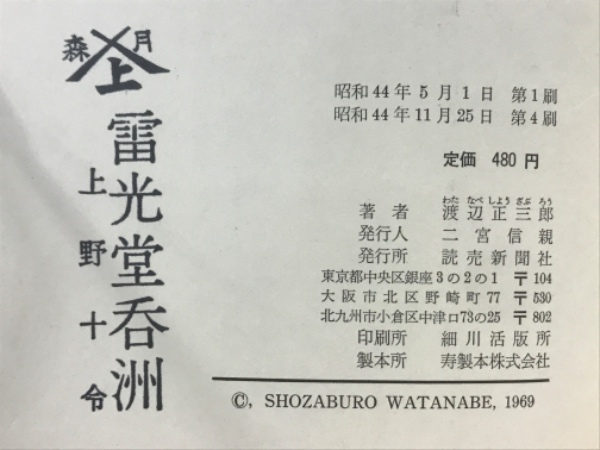 森 上 月
雷光堂呑洲
上野十令
昭和44年5月1日 第1刷
昭和44年11月25日 第4刷
定価 480円
わた なべ しよう ざぶ ろう
著者 渡辺正三郎
発行人 二宮信親
発行所 読売新聞社
東京都中央区銀座3の2の1 〒104
大阪市北区野崎町77 〒530
北九州市小倉区中津口73の25 〒802
印刷所 細川活版所
製本所 寿製本株式会社
©, SHOZABURO WATANABE, 1969